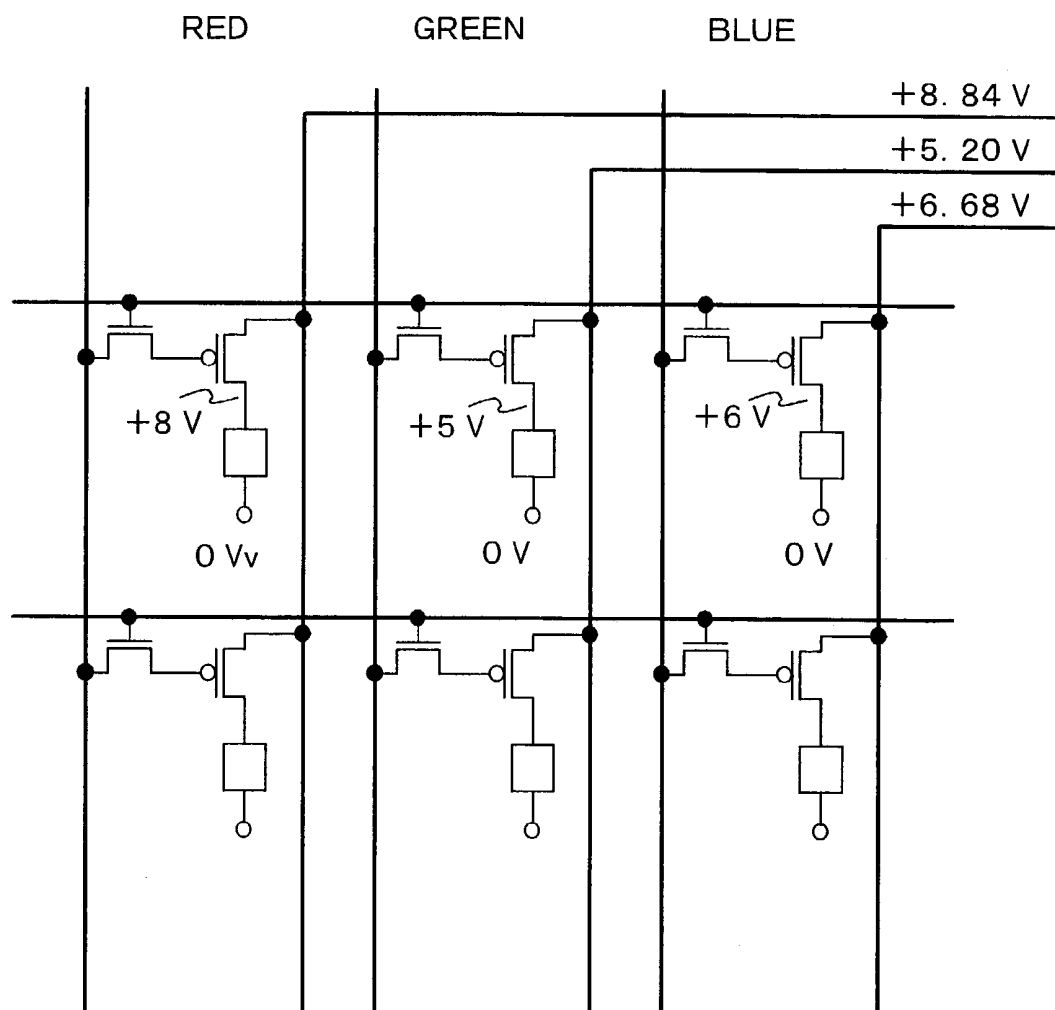 RED GREEN BLUE
+8. 84 V
+5. 20 V
+6. 68 V
+8 V +5 V +6 V
0 Vv 0 V 0 V